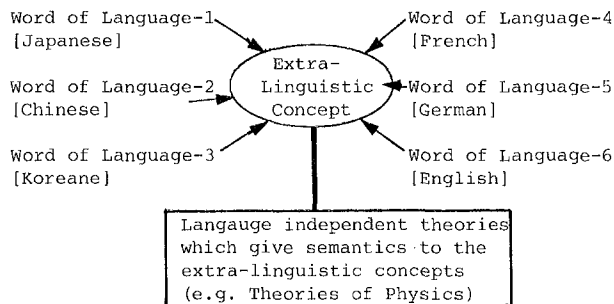 Word of Language-1
[Japanese]
Word of Language-2
[Chinese]
Word of Language-3
[Koreane]
Extra-
Linguistic
Concept
Word of Language-4
[French]
Word of Language-5
[German]
Word of Language-6
[English]
Langauge independent theories
which give semantics to the
extra-linguistic concepts
(e.g. Theories of Physics)